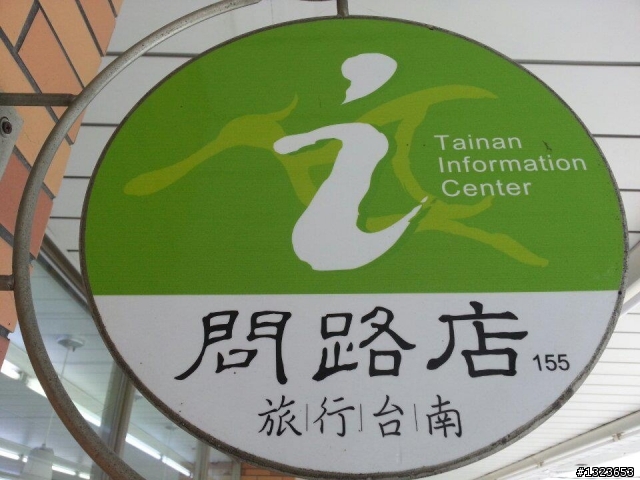 i
Tainan
Information
Center
問路店 155
旅|行|台|南
#1323653